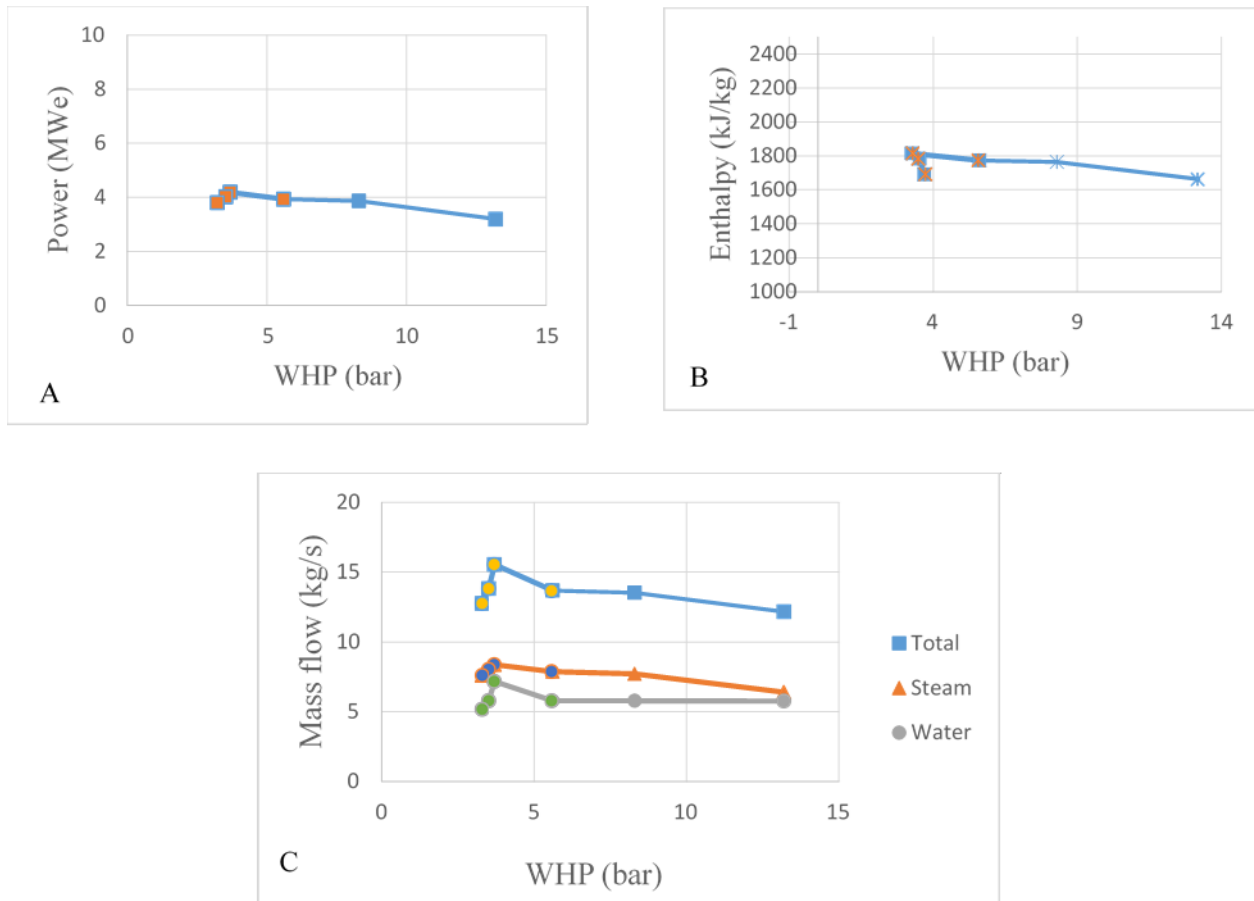 10
8
6
4
2
0
0 5 10 15
Power (MWe)
WHP (bar)
A
2400
2200
2000
1800
1600
1400
1200
1000
-1 4 9 14
Enthalpy (kJ/kg)
WHP (bar)
B
20
15
10
5
0
0 5 10 15
Mass flow (kg/s)
WHP (bar)
Total
Steam
Water
C